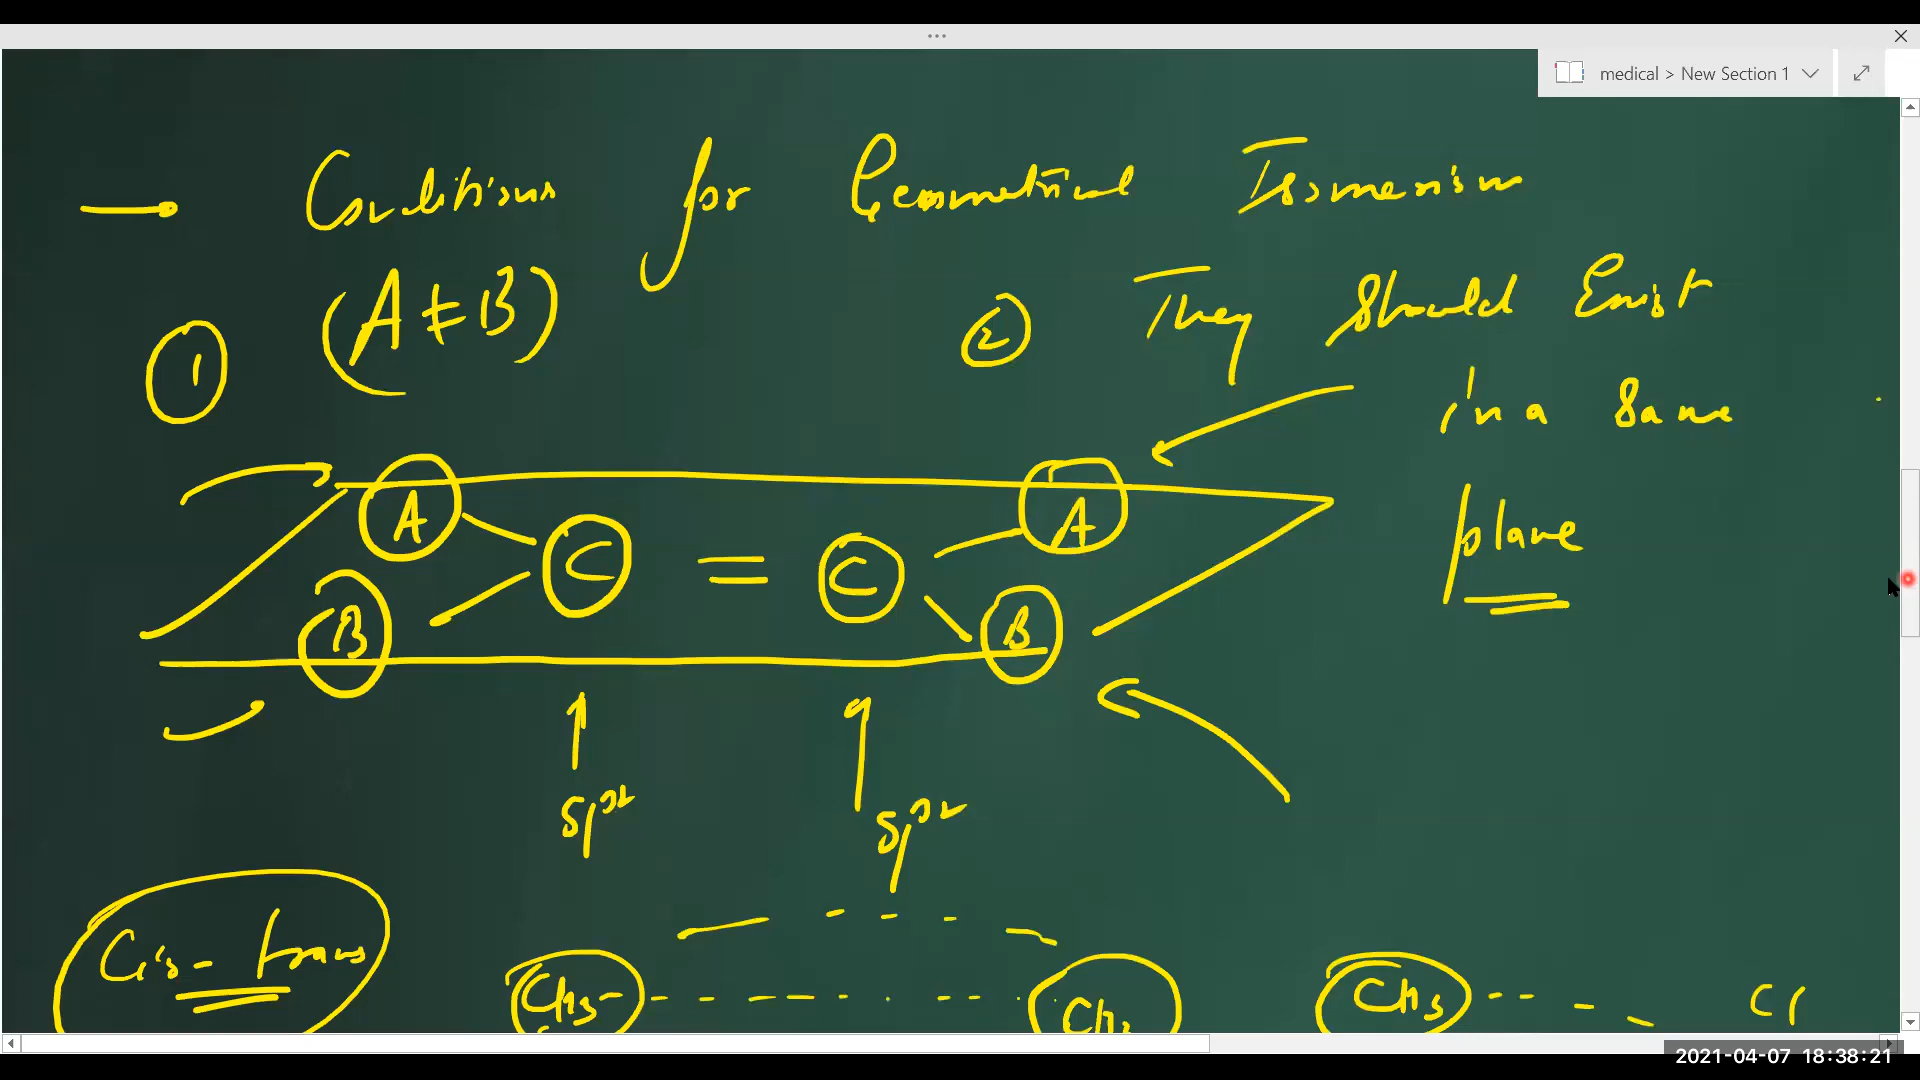 medical > New Section 1
Conditions for Geometrical Isomerism
① (A ≠ B)
② They should Exist
in a Same
plane
A A
C = C
B B
sp²
sp²
Cis-trans
CH₃ CH₃ CH₃ Cl
2021-04-07 18:38:21